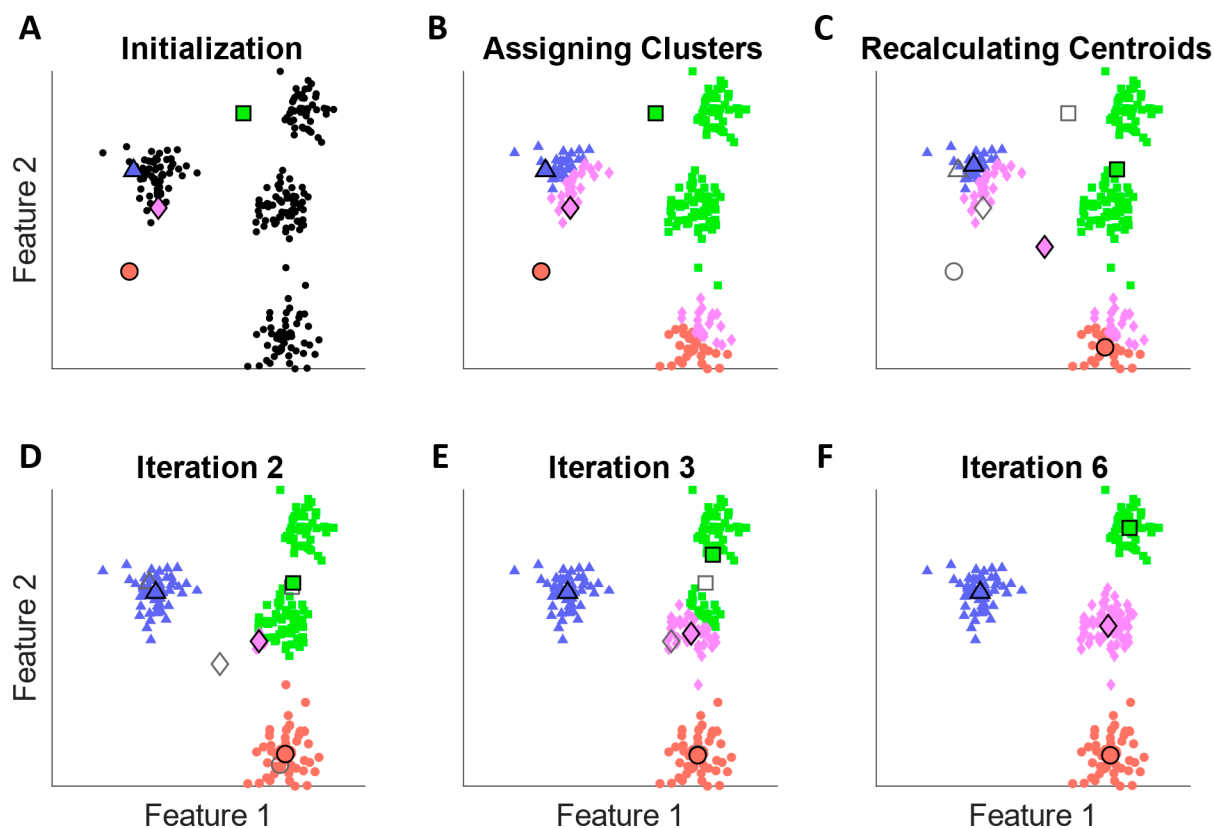 A
Initialization
B
Assigning Clusters
C
Recalculating Centroids
Feature 2
D
Iteration 2
E
Iteration 3
F
Iteration 6
Feature 2
Feature 1
Feature 1
Feature 1